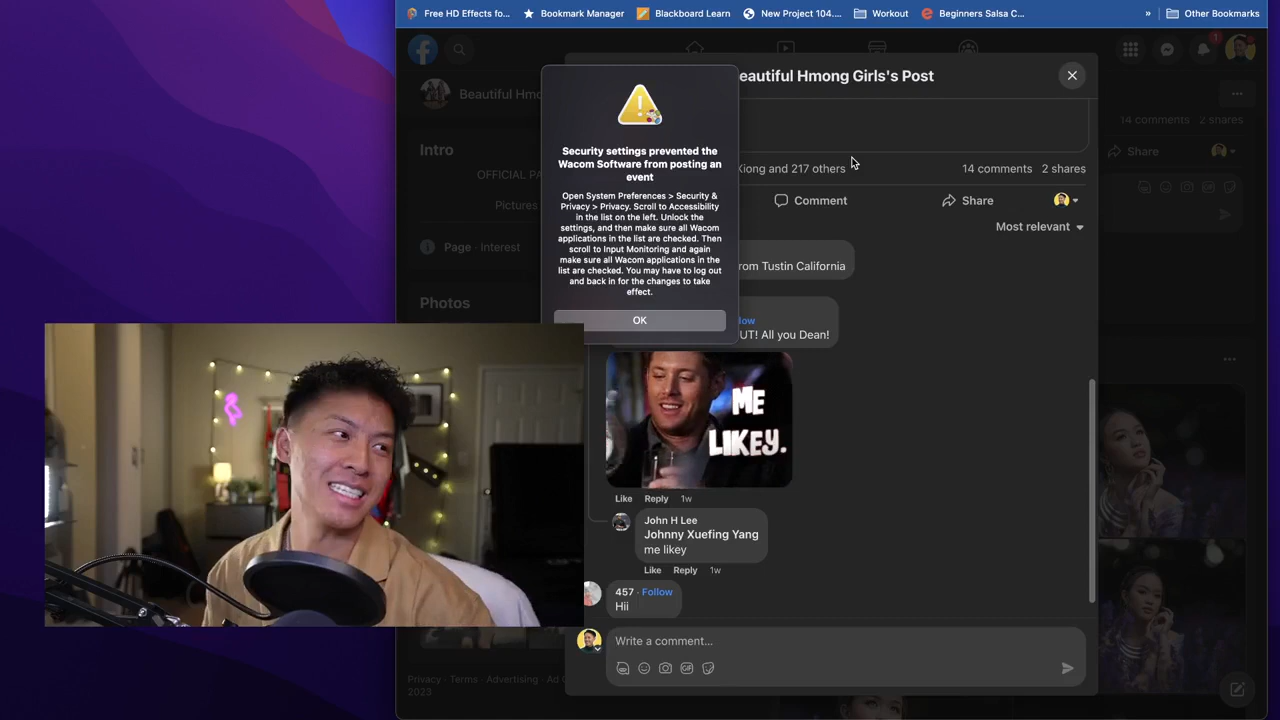 Free HD Effects fo...
Bookmark Manager
Blackboard Learn
New Project 104....
Workout
Beginners Salsa C...
»
Other Bookmarks
1
Beautiful Hmo
eautiful Hmong Girls's Post
14 comments 2 shares
Share
Intro
OFFICIAL PA
Pictures
Page · Interest
Photos
Security settings prevented the
Wacom Software from posting an
event
Open System Preferences > Security &
Privacy > Privacy. Scroll to Accessibility
in the list on the left. Unlock the
settings, and then make sure all Wacom
applications in the list are checked. Then
scroll to Input Monitoring and again
make sure all Wacom applications in the
list are checked. You may have to log out
and back in for the changes to take
effect.
OK
Xiong and 217 others
14 comments 2 shares
Comment
Share
Most relevant
rom Tustin California
low
UT! All you Dean!
ME
LIKEY.
Like Reply 1w
John H Lee
Johnny Xuefing Yang
me likey
Like Reply 1w
457 · Follow
Hii
Write a comment...
GIF
Privacy · Terms · Advertising · Ad C
2023